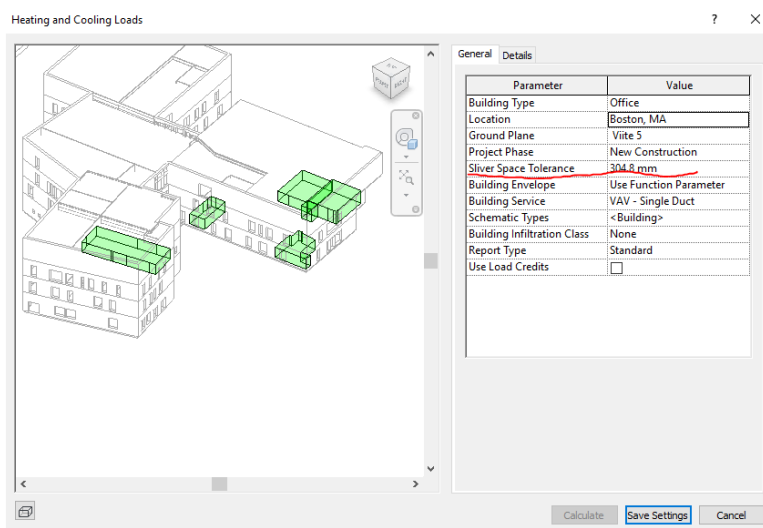 Heating and Cooling Loads
?
General
Details
Parameter Value
Building Type Office
Location Boston, MA
Ground Plane Viite 5
Project Phase New Construction
Sliver Space Tolerance 304.8 mm
Building Envelope Use Function Parameter
Building Service VAV - Single Duct
Schematic Types <Building>
Building Infiltration Class None
Report Type Standard
Use Load Credits
Calculate Save Settings Cancel